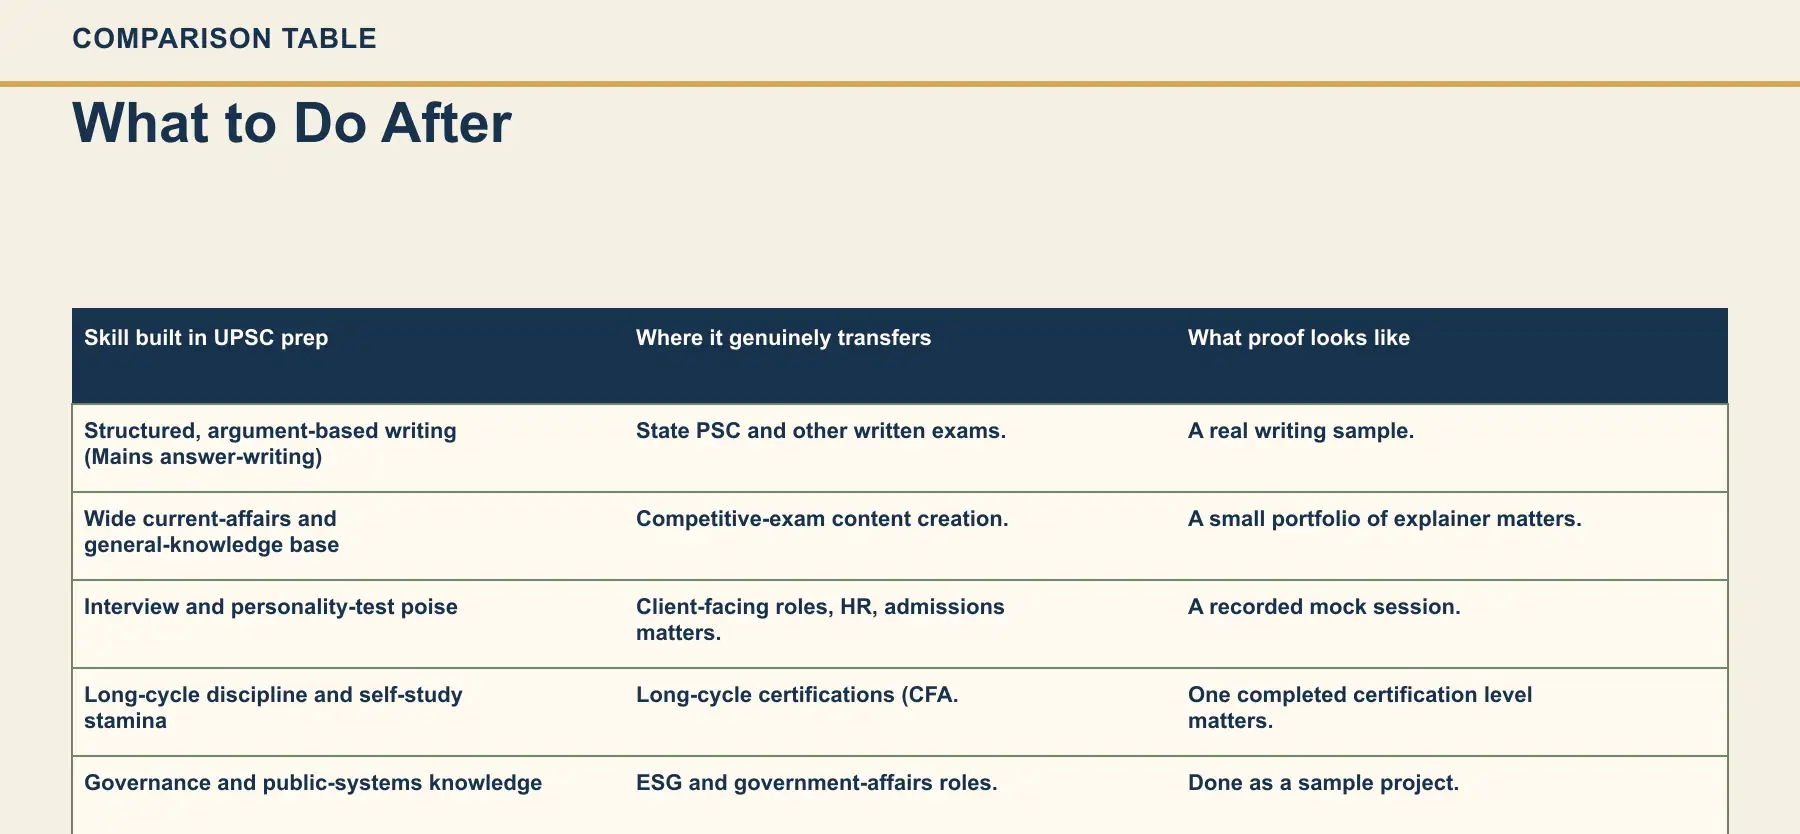 COMPARISON TABLE
What to Do After
Skill built in UPSC prep
Where it genuinely transfers
What proof looks like
Structured, argument-based writing
(Mains answer-writing)
State PSC and other written exams.
A real writing sample.
Wide current-affairs and
general-knowledge base
Competitive-exam content creation.
A small portfolio of explainer matters.
Interview and personality-test poise
Client-facing roles, HR, admissions
matters.
A recorded mock session.
Long-cycle discipline and self-study
stamina
Long-cycle certifications (CFA.
One completed certification level
matters.
Governance and public-systems knowledge
ESG and government-affairs roles.
Done as a sample project.